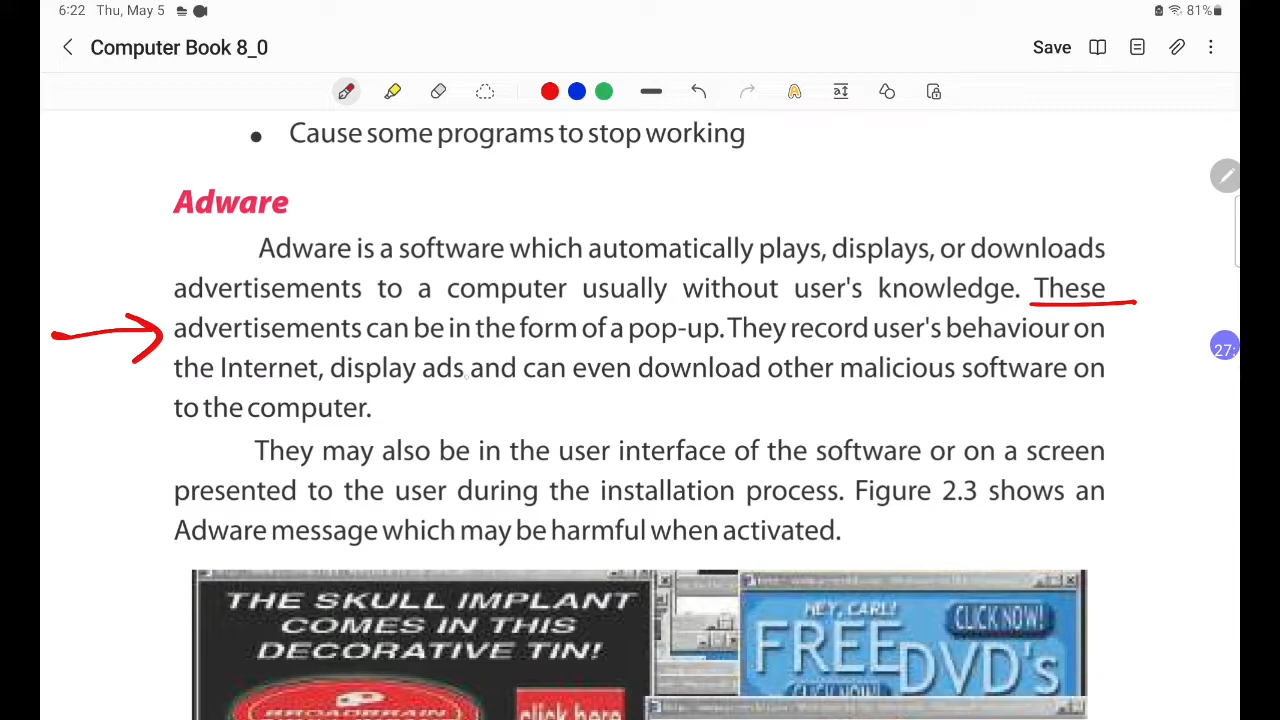 6:22 Thu, May 5 81%
Computer Book 8_0 Save
• Cause some programs to stop working
Adware
Adware is a software which automatically plays, displays, or downloads
advertisements to a computer usually without user's knowledge. These
advertisements can be in the form of a pop-up. They record user's behaviour on
the Internet, display ads and can even download other malicious software on
to the computer.
They may also be in the user interface of the software or on a screen
presented to the user during the installation process. Figure 2.3 shows an
Adware message which may be harmful when activated.
27:
THE SKULL IMPLANT
COMES IN THIS
DECORATIVE TIN!
BROADBRAIN
click here
HEY, CARL!
CLICK NOW!
FREE DVD's
CLICK NOW!